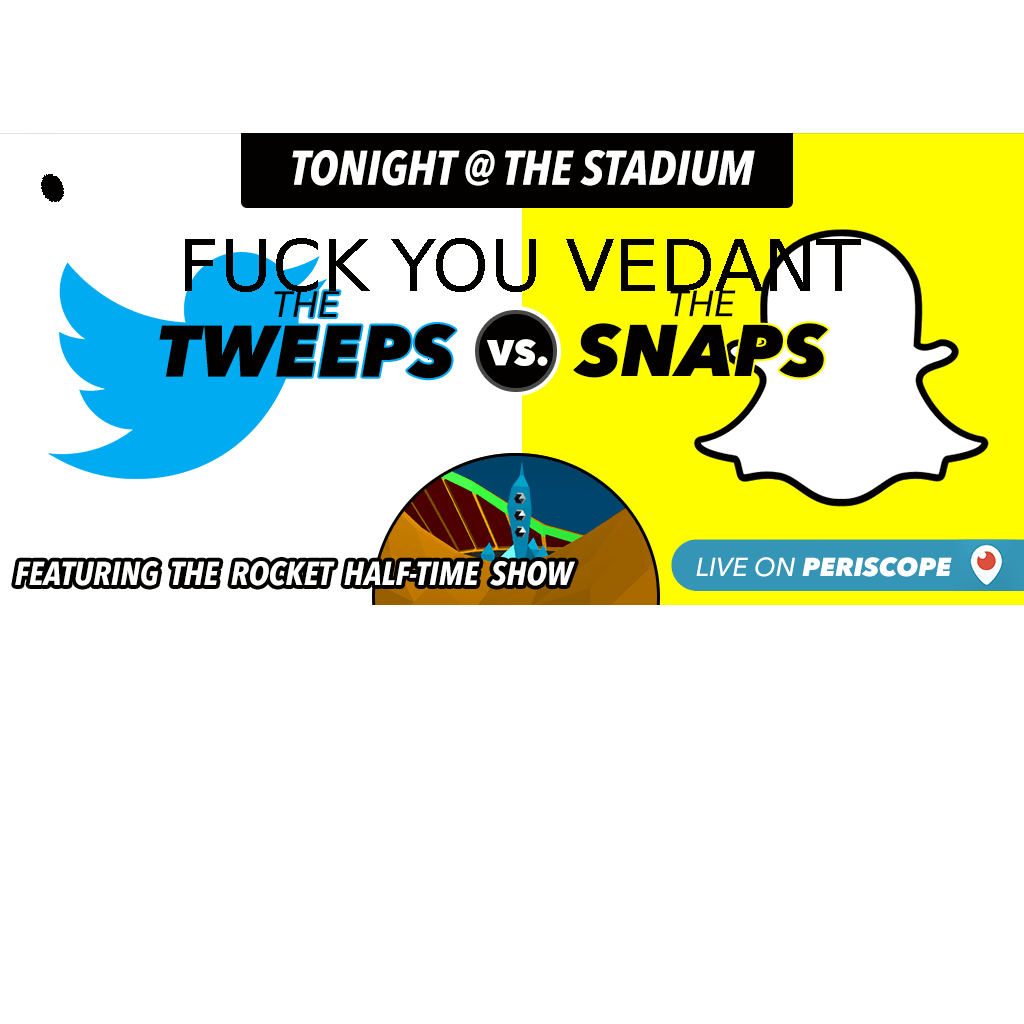 TONIGHT @ THE STADIUM
FUCK YOU VEDANT
THE TWEEPS
vs.
THE SNAPS
FEATURING THE ROCKET HALF-TIME SHOW
LIVE ON PERISCOPE